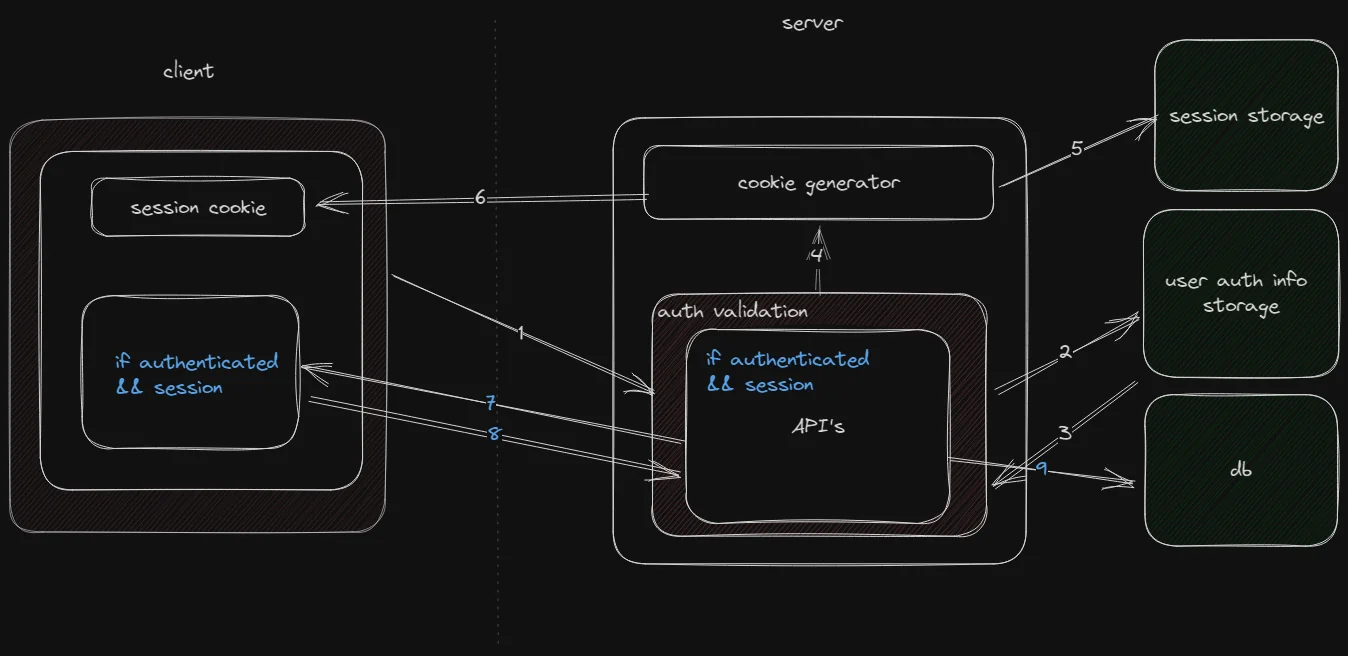 server
client
session storage
5
cookie generator
6
session cookie
4
user auth info
storage
auth validation
1
2
if authenticated
&& session
if authenticated
&& session
7
8
API's
3
9
db